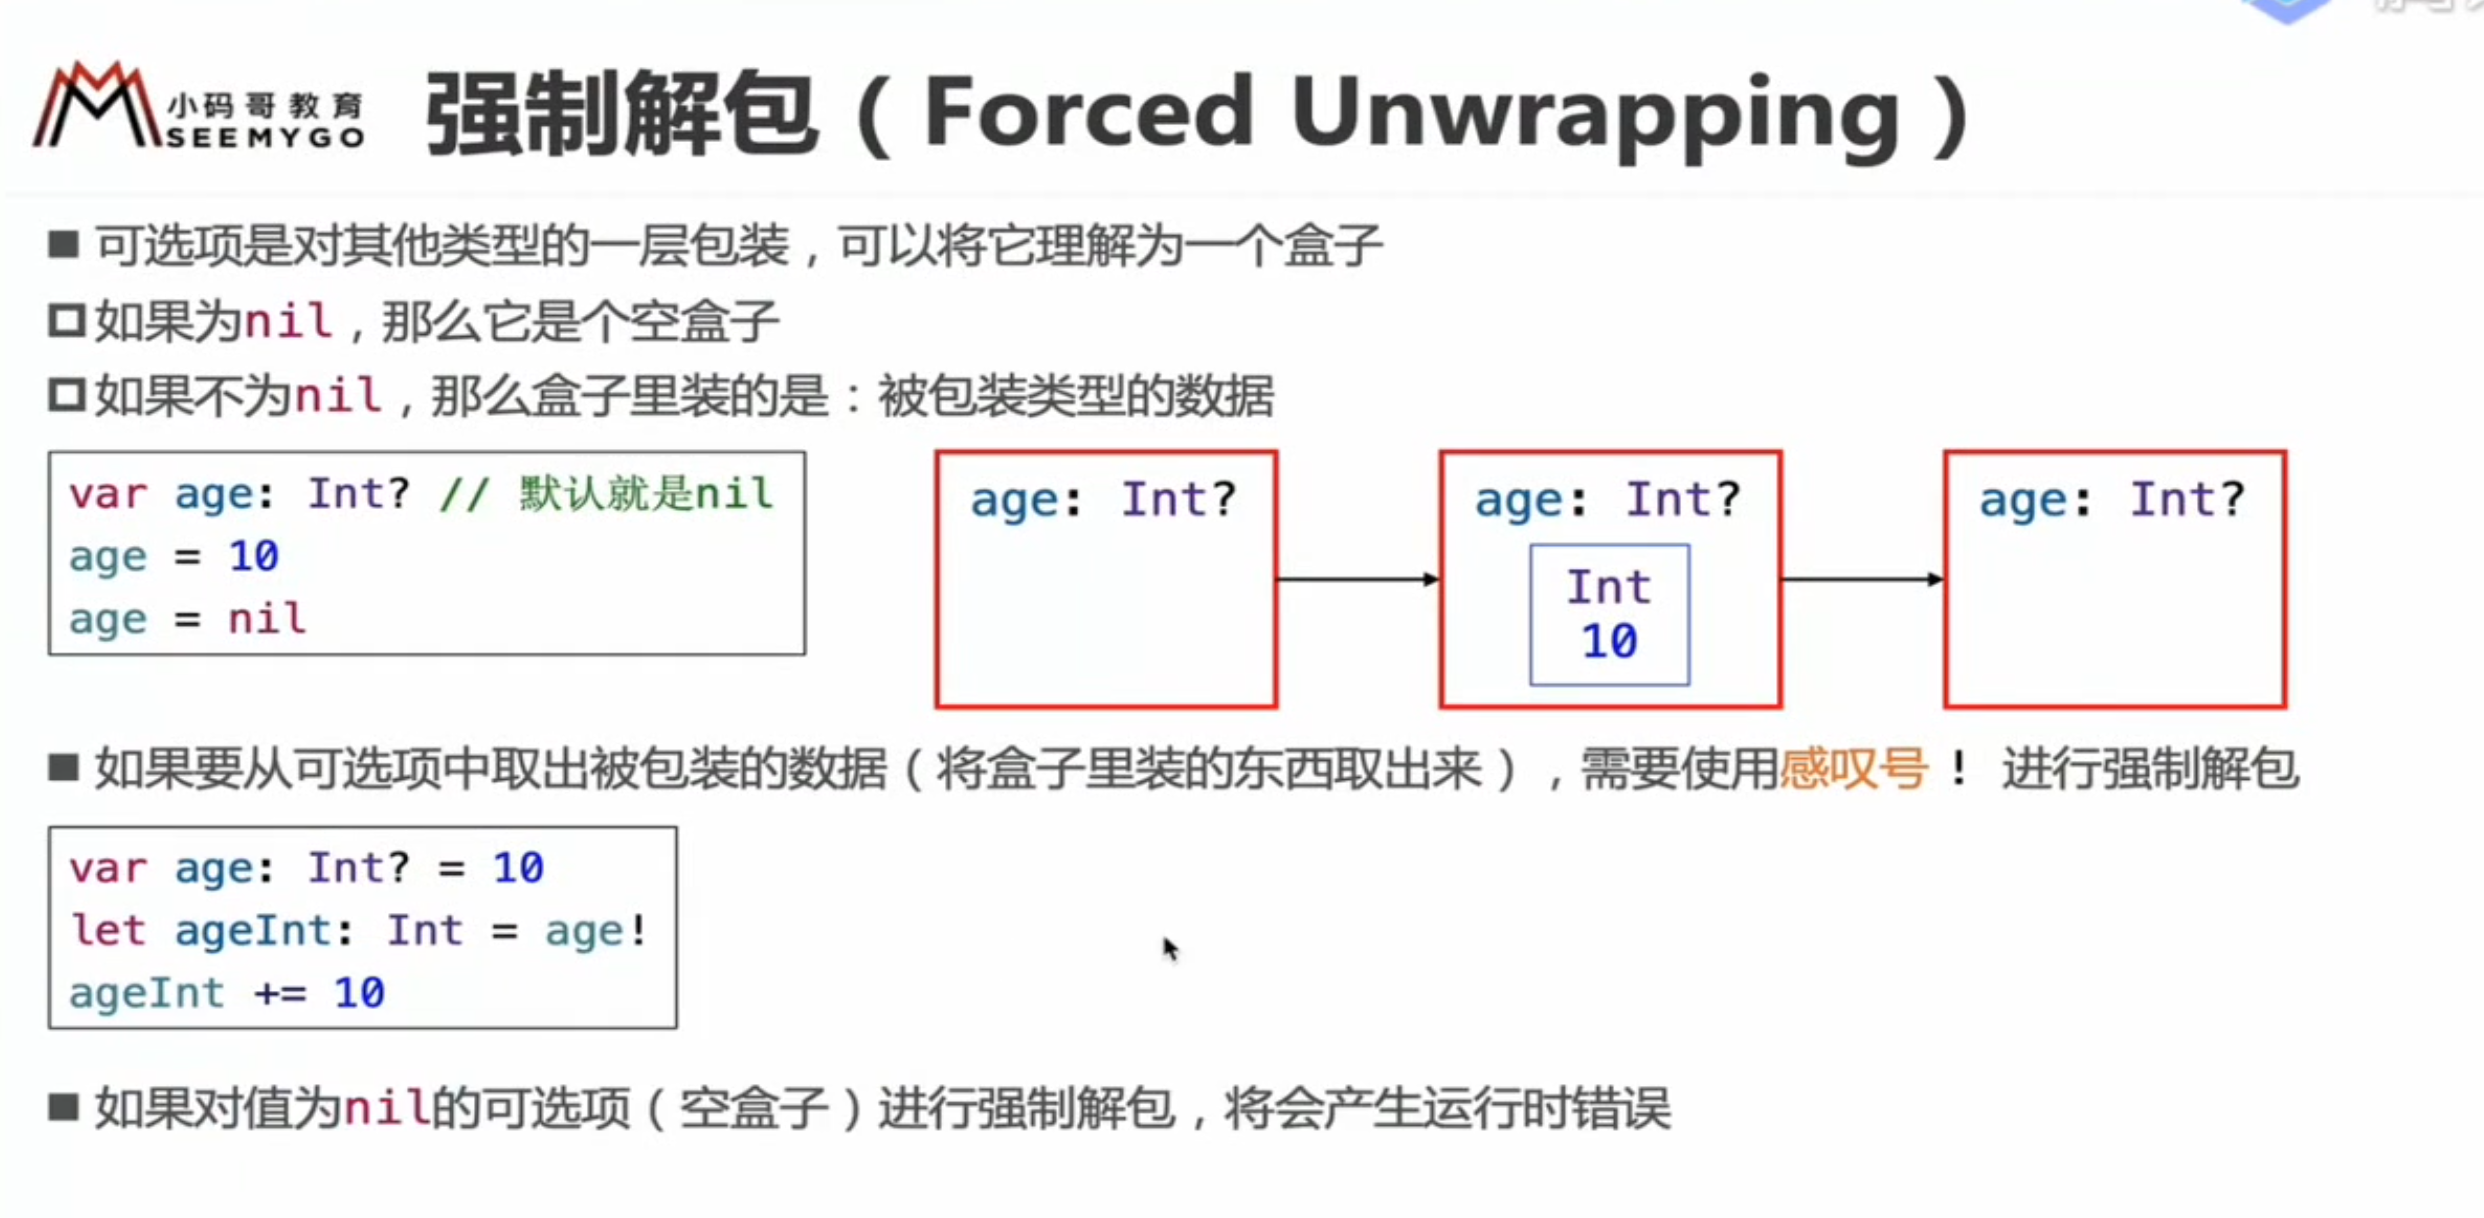 小码哥教育
SEEMYGO
强制解包（Forced Unwrapping）
■ 可选项是对其他类型的一层包装，可以将它理解为一个盒子
如果为nil，那么它是个空盒子
如果不为nil，那么盒子里装的是：被包装类型的数据
var age: Int? // 默认就是nil
age = 10
age = nil
age: Int?
age: Int?
Int
10
age: Int?
■ 如果要从可选项中取出被包装的数据（将盒子里装的东西取出来），需要使用感叹号 ! 进行强制解包
var age: Int? = 10
let ageInt: Int = age!
ageInt += 10
■ 如果对值为nil的可选项（空盒子）进行强制解包，将会产生运行时错误